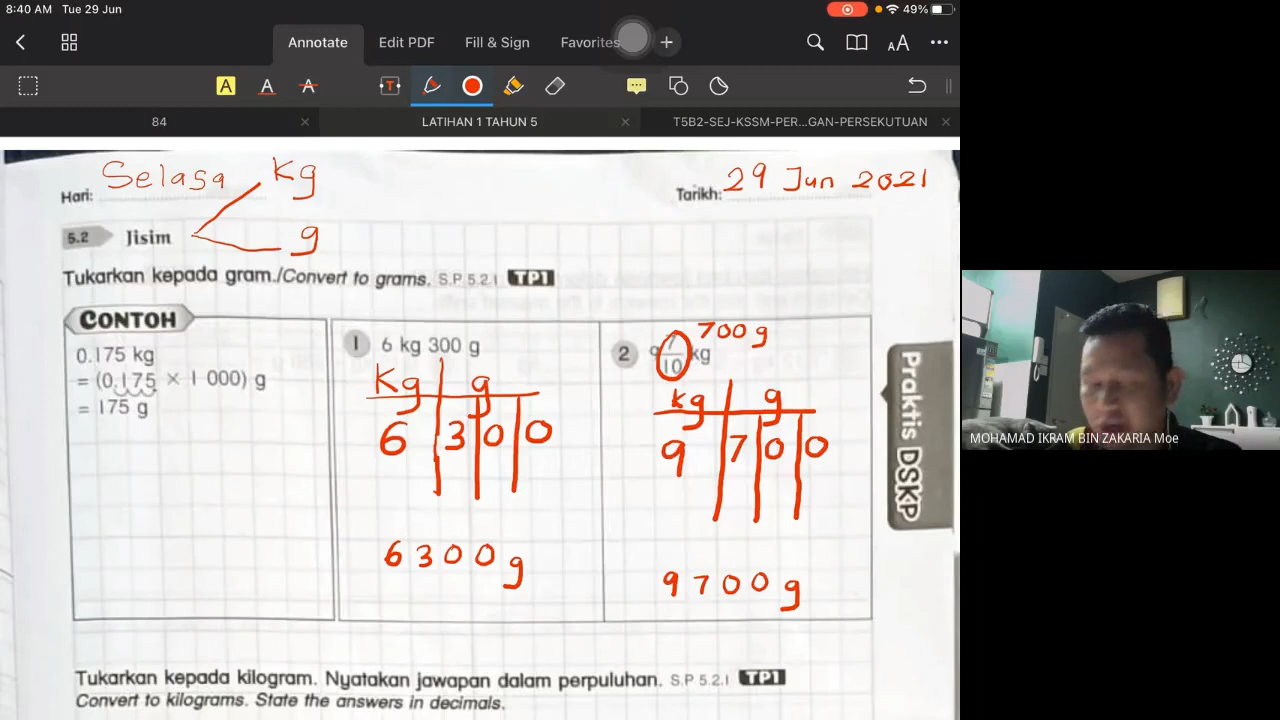 8:40 AM Tue 29 Jun
49%
Annotate Edit PDF Fill & Sign Favorites
84
LATIHAN 1 TAHUN 5
T5B2-SEJ-KSSM-PER...GAN-PERSEKUTUAN
Hari: Selasa
Kg
g
Tarikh: 29 Jun 2021
5.2 Jisim
Tukarkan kepada gram./Convert to grams. S.P 5.2.1 TP1
CONTOH
0.175 kg
= (0.175 × 1 000) g
= 175 g
1 6 kg 300 g
Kg g
6 3 0 0
6300g
2 9 7/10 kg
700g
kg g
9 7 0 0
9700g
Praktis DSKP
Tukarkan kepada kilogram. Nyatakan jawapan dalam perpuluhan. S.P 5.2.1 TP1
Convert to kilograms. State the answers in decimals.
MOHAMAD IKRAM BIN ZAKARIA Moe